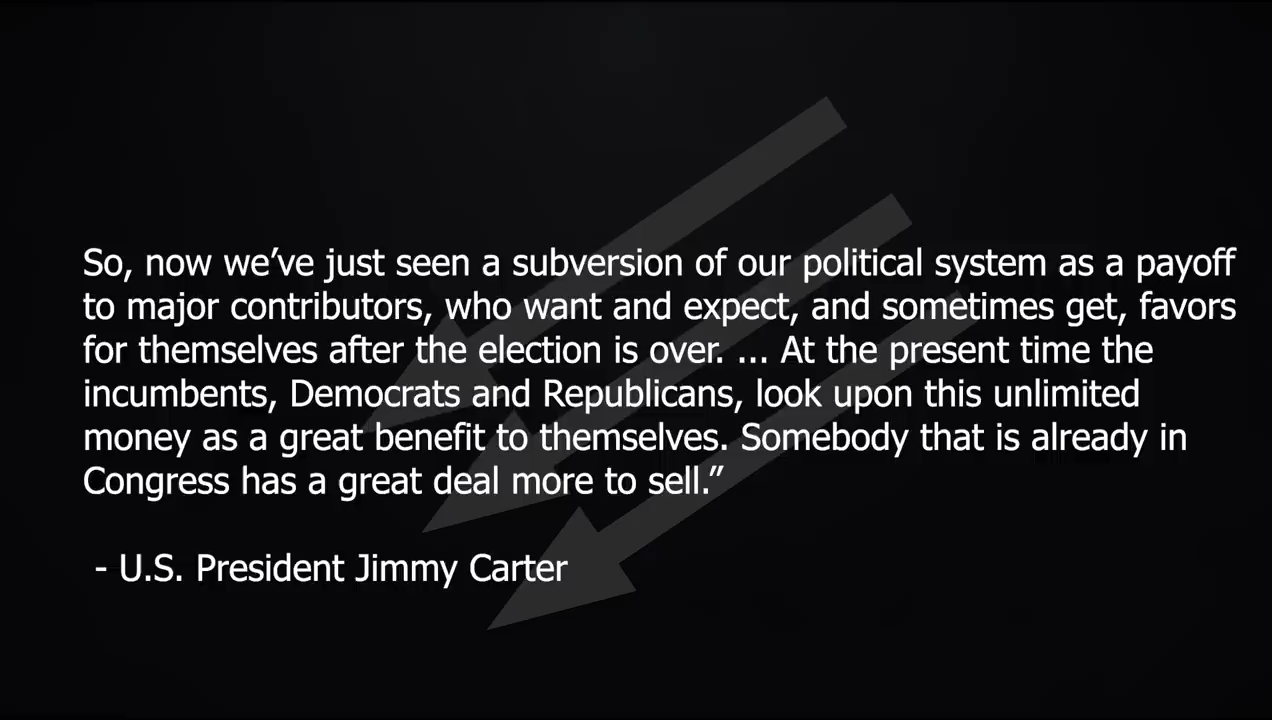 So, now we’ve just seen a subversion of our political system as a payoff
to major contributors, who want and expect, and sometimes get, favors
for themselves after the election is over. ... At the present time the
incumbents, Democrats and Republicans, look upon this unlimited
money as a great benefit to themselves. Somebody that is already in
Congress has a great deal more to sell.”
- U.S. President Jimmy Carter